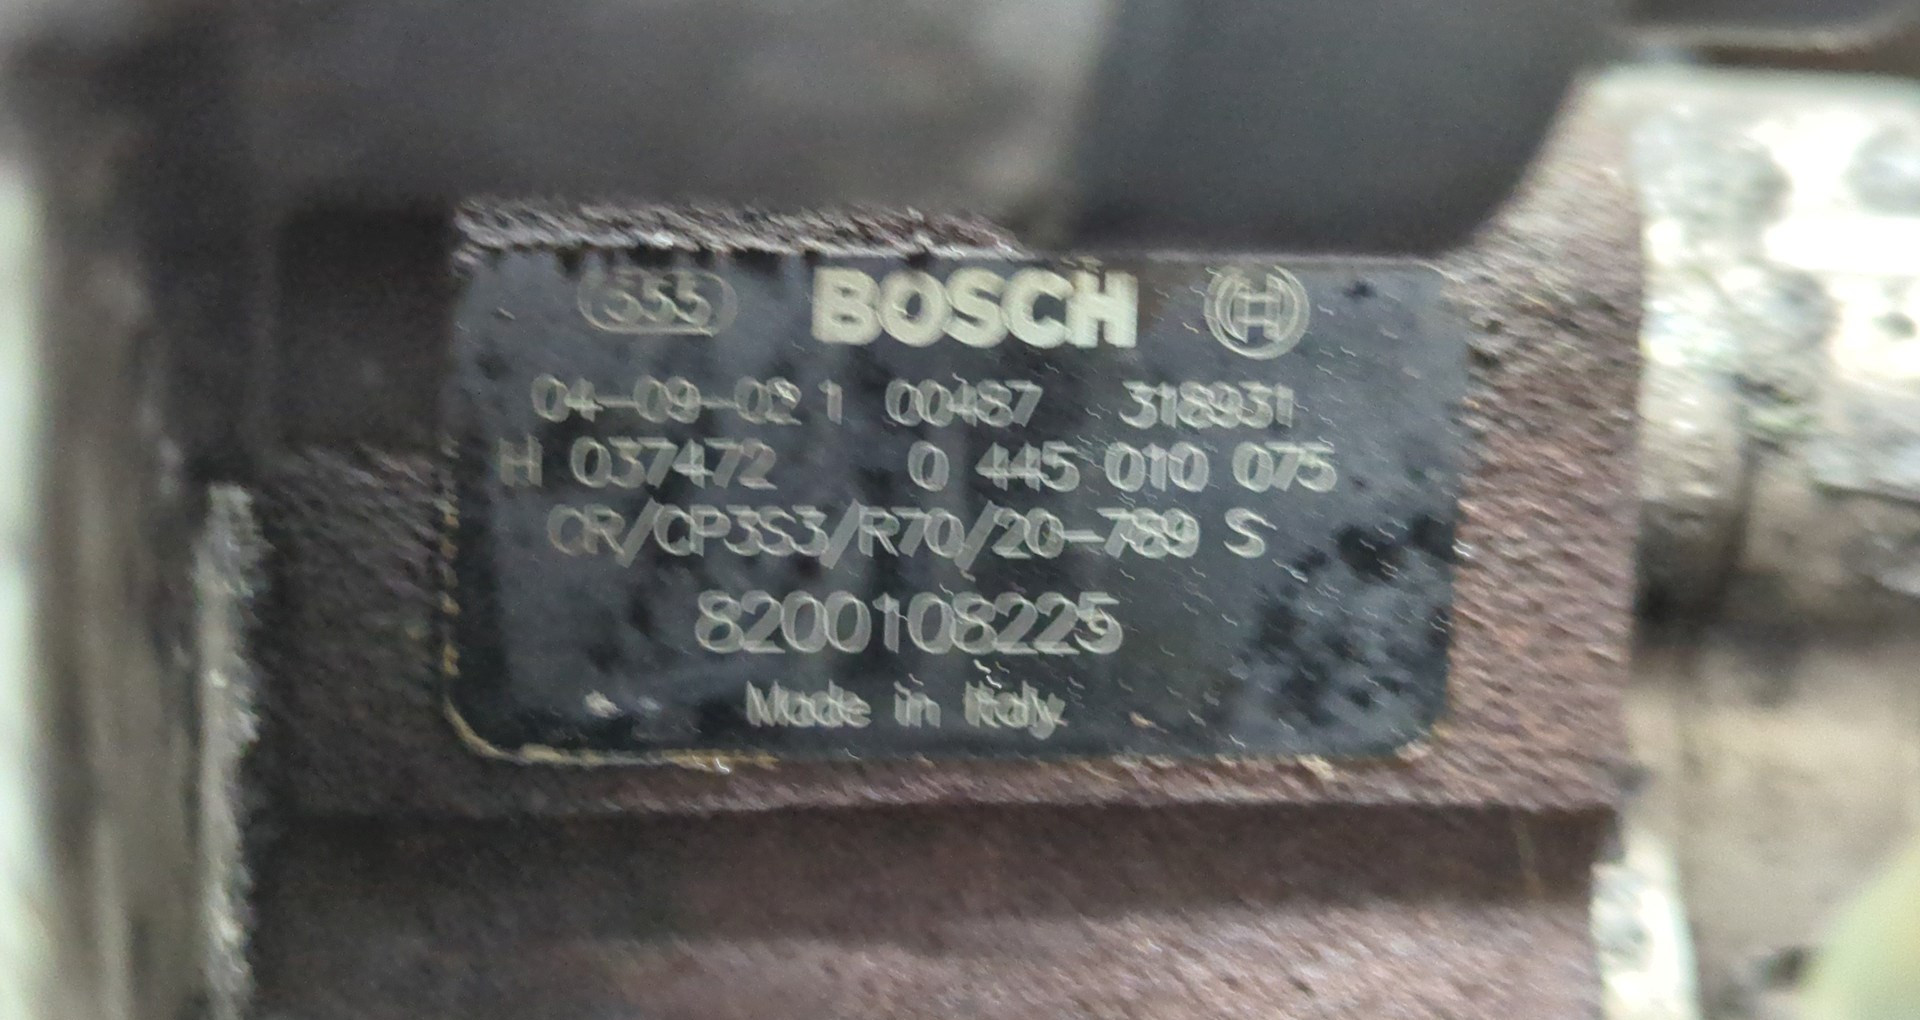 555 BOSCH H
04-09-02 1 00487 318931
H 037472 0 445 010 075
CR/CP3S3/R70/20-789 S
8200108225
Made in Italy